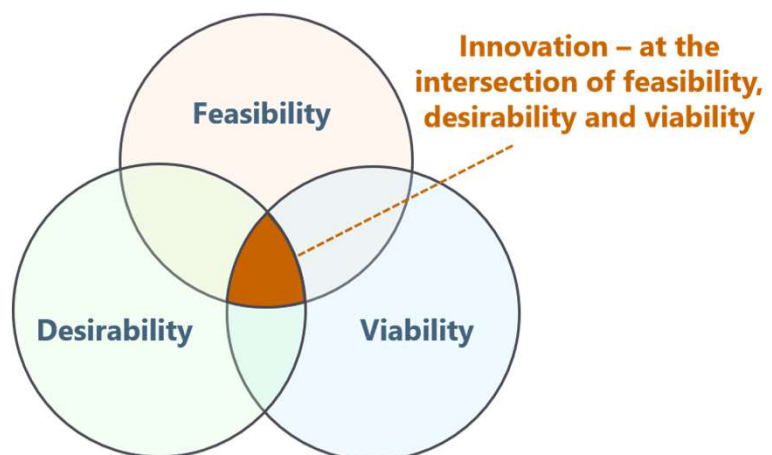 Innovation – at the
intersection of feasibility,
desirability and viability
Feasibility
Desirability
Viability